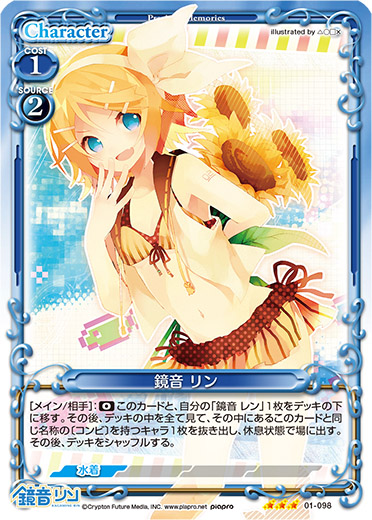 Precious Memories
Character
illustrated by △○□×
COST
1
SOURCE
2
鏡音 リン
[メイン/相手]:このカードと、自分の「鏡音 レン」1枚をデッキの下
に移す。その後、デッキの中を全て見て、その中にあるこのカードと同
じ名称の〔コンビ〕を持つキャラ1枚を抜き出し、休息状態で場に出す。
その後、デッキをシャッフルする。
水着
鏡音リン
KAGAMINE RIN
©Crypton Future Media, INC. www.piapro.net piapro
01-098